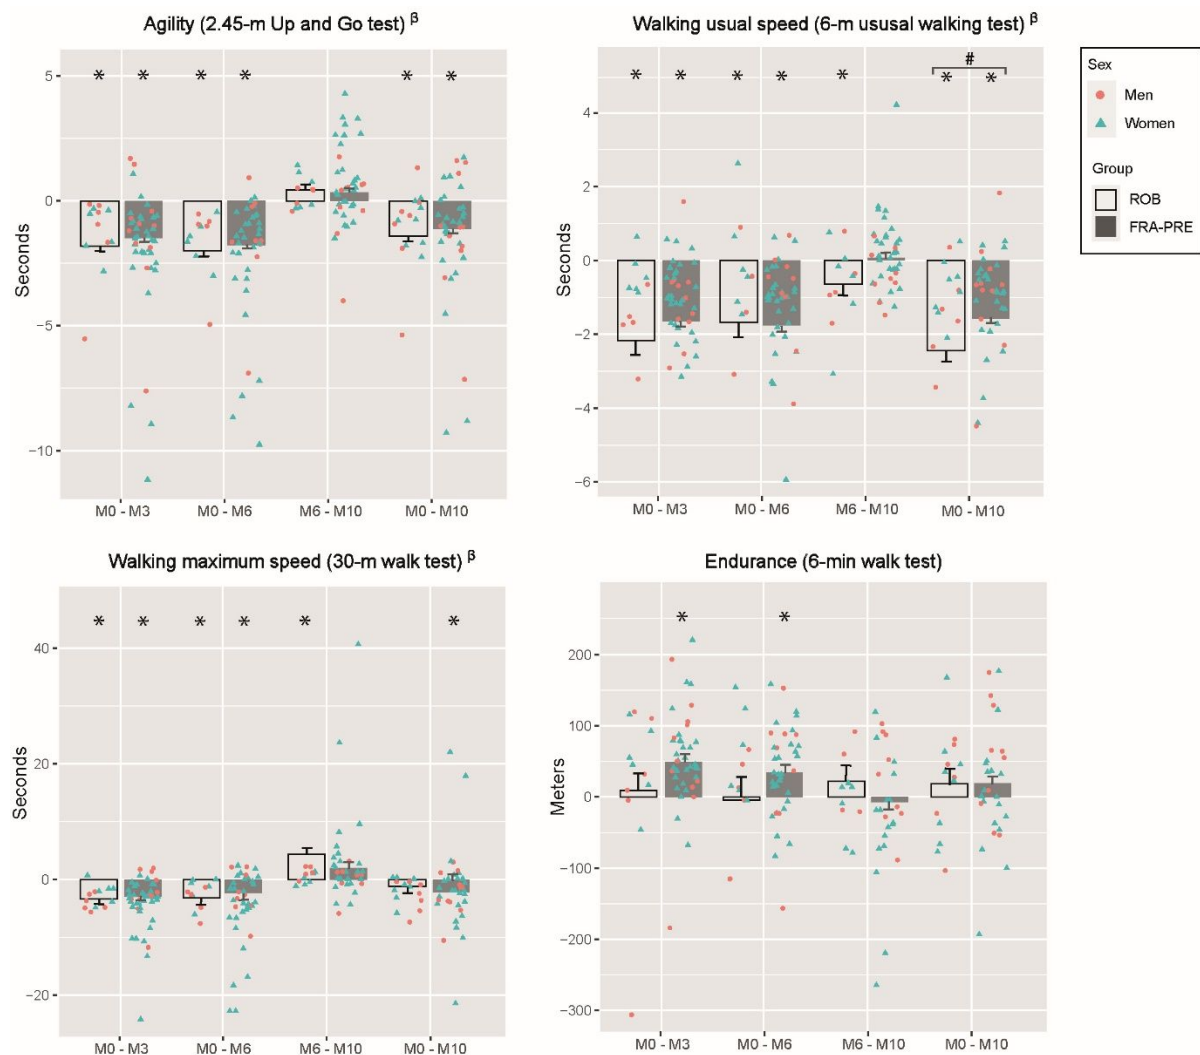 Agility (2.45-m Up and Go test) β
Seconds
5
0
−5
−10
* * * * * *
M0 - M3 M0 - M6 M6 - M10 M0 - M10
Walking usual speed (6-m ususal walking test) β
Seconds
4
2
0
−2
−4
−6
#
* * * * * * *
M0 - M3 M0 - M6 M6 - M10 M0 - M10
Sex
Men
Women
Group
ROB
FRA-PRE
Walking maximum speed (30-m walk test) β
Seconds
40
20
0
−20
* * * * * *
M0 - M3 M0 - M6 M6 - M10 M0 - M10
Endurance (6-min walk test)
Meters
200
100
0
−100
−200
−300
* *
M0 - M3 M0 - M6 M6 - M10 M0 - M10